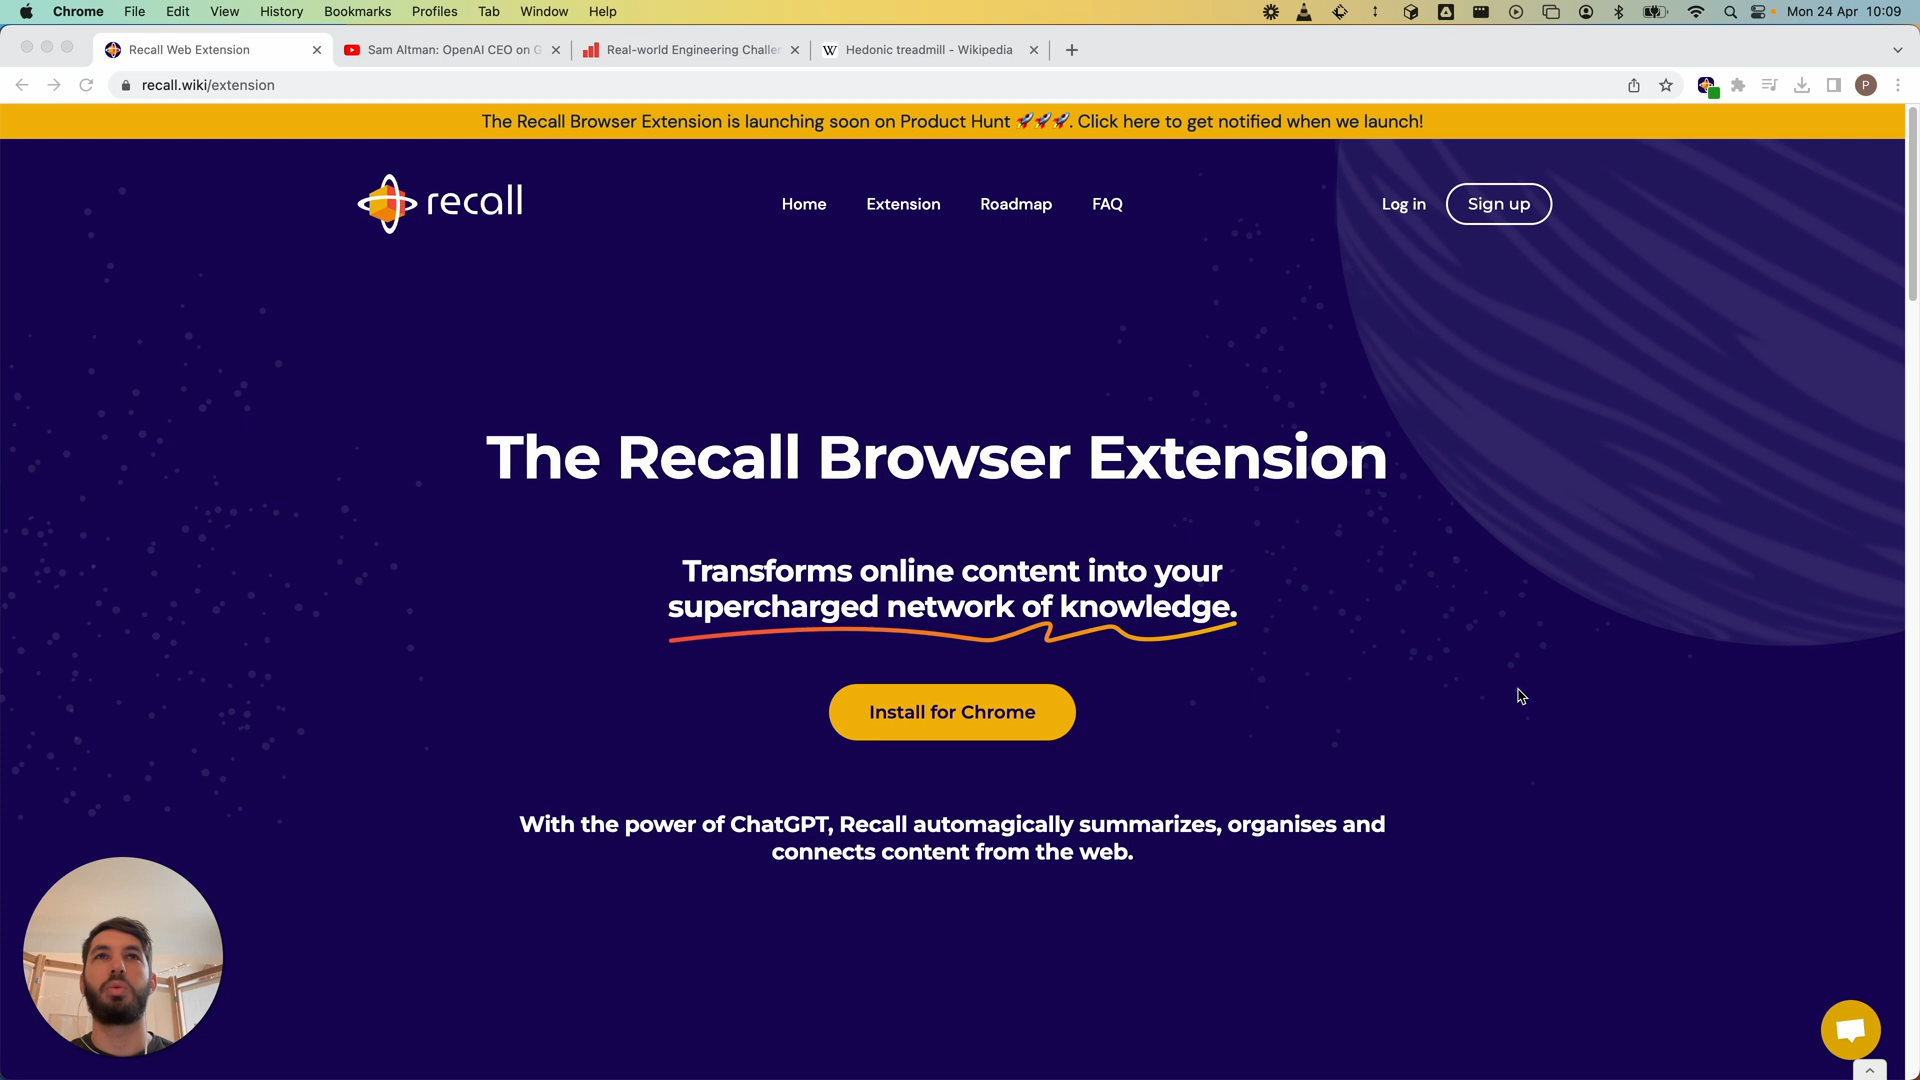 Chrome File Edit View History Bookmarks Profiles Tab Window Help Mon 24 Apr 10:09
Recall Web Extension Sam Altman: OpenAI CEO on G Real-world Engineering Challen W Hedonic treadmill - Wikipedia
recall.wiki/extension P
The Recall Browser Extension is launching soon on Product Hunt 🚀🚀🚀. Click here to get notified when we launch!
recall Home Extension Roadmap FAQ Log in Sign up
The Recall Browser Extension
Transforms online content into your
supercharged network of knowledge.
Install for Chrome
With the power of ChatGPT, Recall automagically summarizes, organises and
connects content from the web.